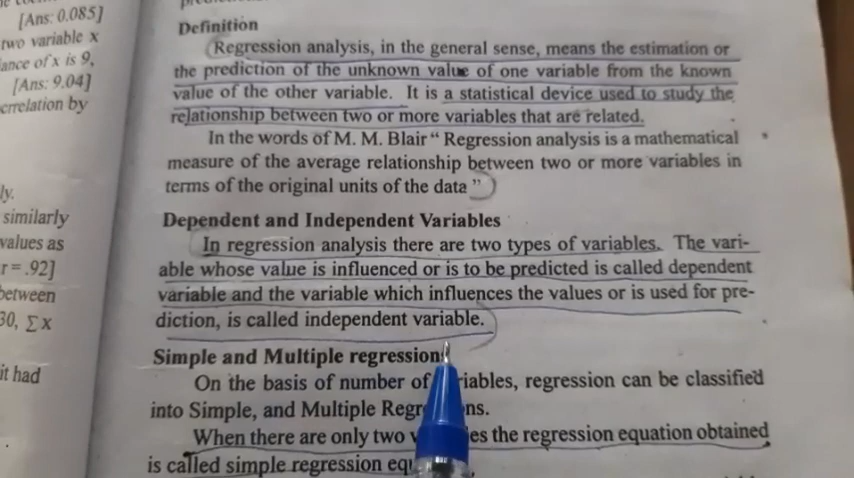 [Ans: 0.085]
two variable x
ance of x is 9,
[Ans: 9.04]
errelation by
ly.
similarly
values as
r = .92]
between
30, ∑x
it had
Definition
Regression analysis, in the general sense, means the estimation or
the prediction of the unknown value of one variable from the known
value of the other variable. It is a statistical device used to study the
relationship between two or more variables that are related.
In the words of M. M. Blair “ Regression analysis is a mathematical
measure of the average relationship between two or more variables in
terms of the original units of the data ”
Dependent and Independent Variables
In regression analysis there are two types of variables. The vari-
able whose value is influenced or is to be predicted is called dependent
variable and the variable which influences the values or is used for pre-
diction, is called independent variable.
Simple and Multiple regression
On the basis of number of iables, regression can be classified
into Simple, and Multiple Regr ns.
When there are only two v es the regression equation obtained
is called simple regression equ